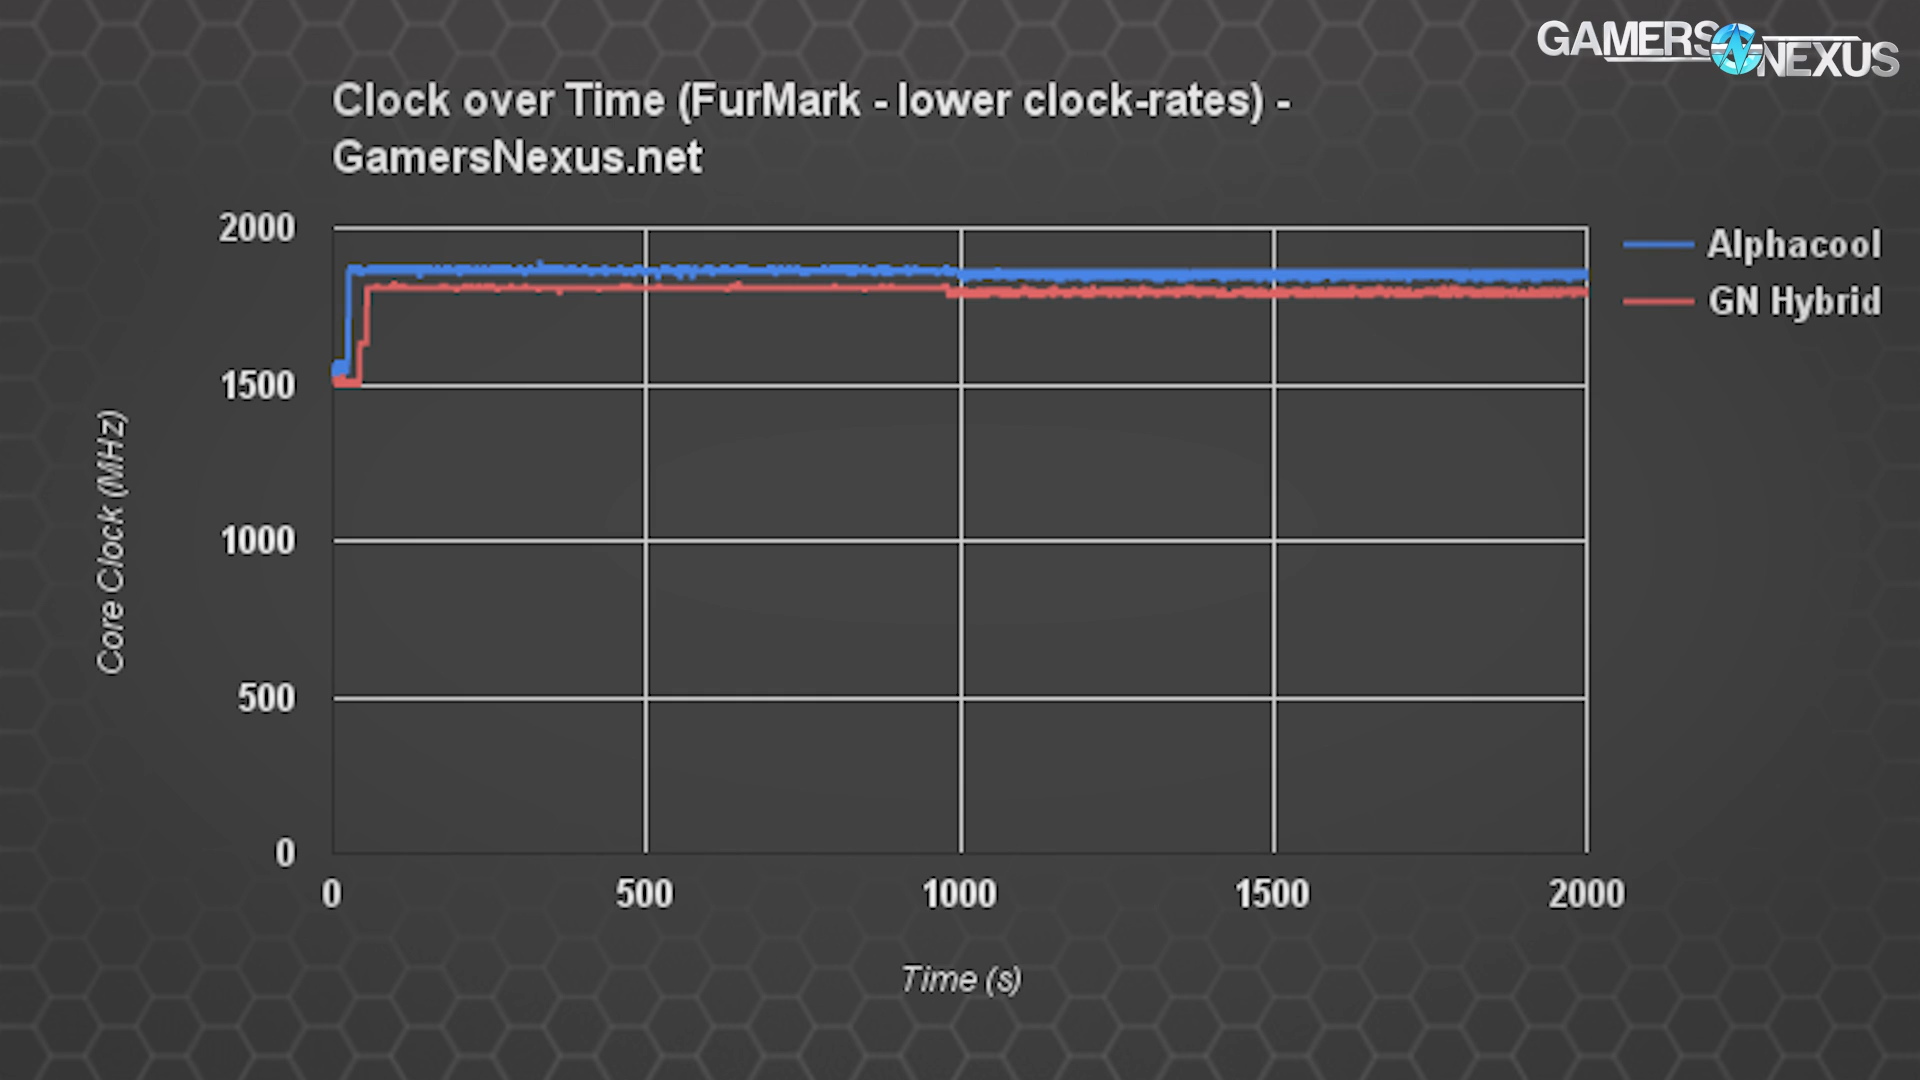 GAMERS NEXUS
Clock over Time (FurMark - lower clock-rates) -
GamersNexus.net
2000
1500
1000
500
0
Core Clock (MHz)
Alphacool
GN Hybrid
0 500 1000 1500 2000
Time (s)